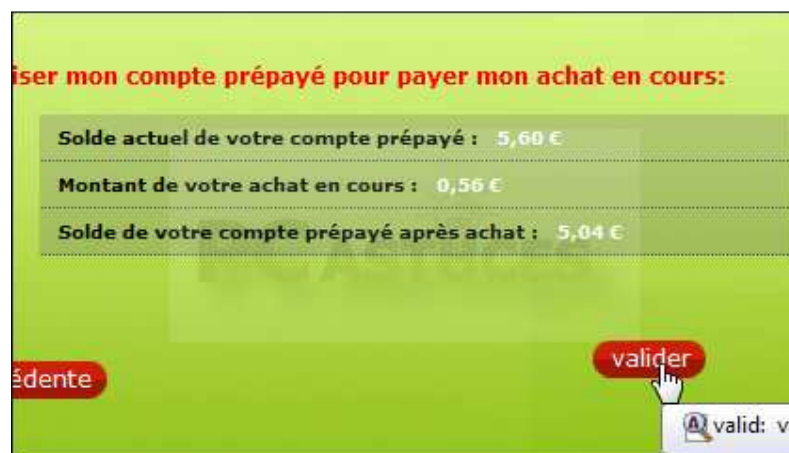 iser mon compte prépayé pour payer mon achat en cours:
Solde actuel de votre compte prépayé : 5,60 €
Montant de votre achat en cours : 0,56 €
Solde de votre compte prépayé après achat : 5,04 €
PC ASTUCES
valider
édente
valid: v